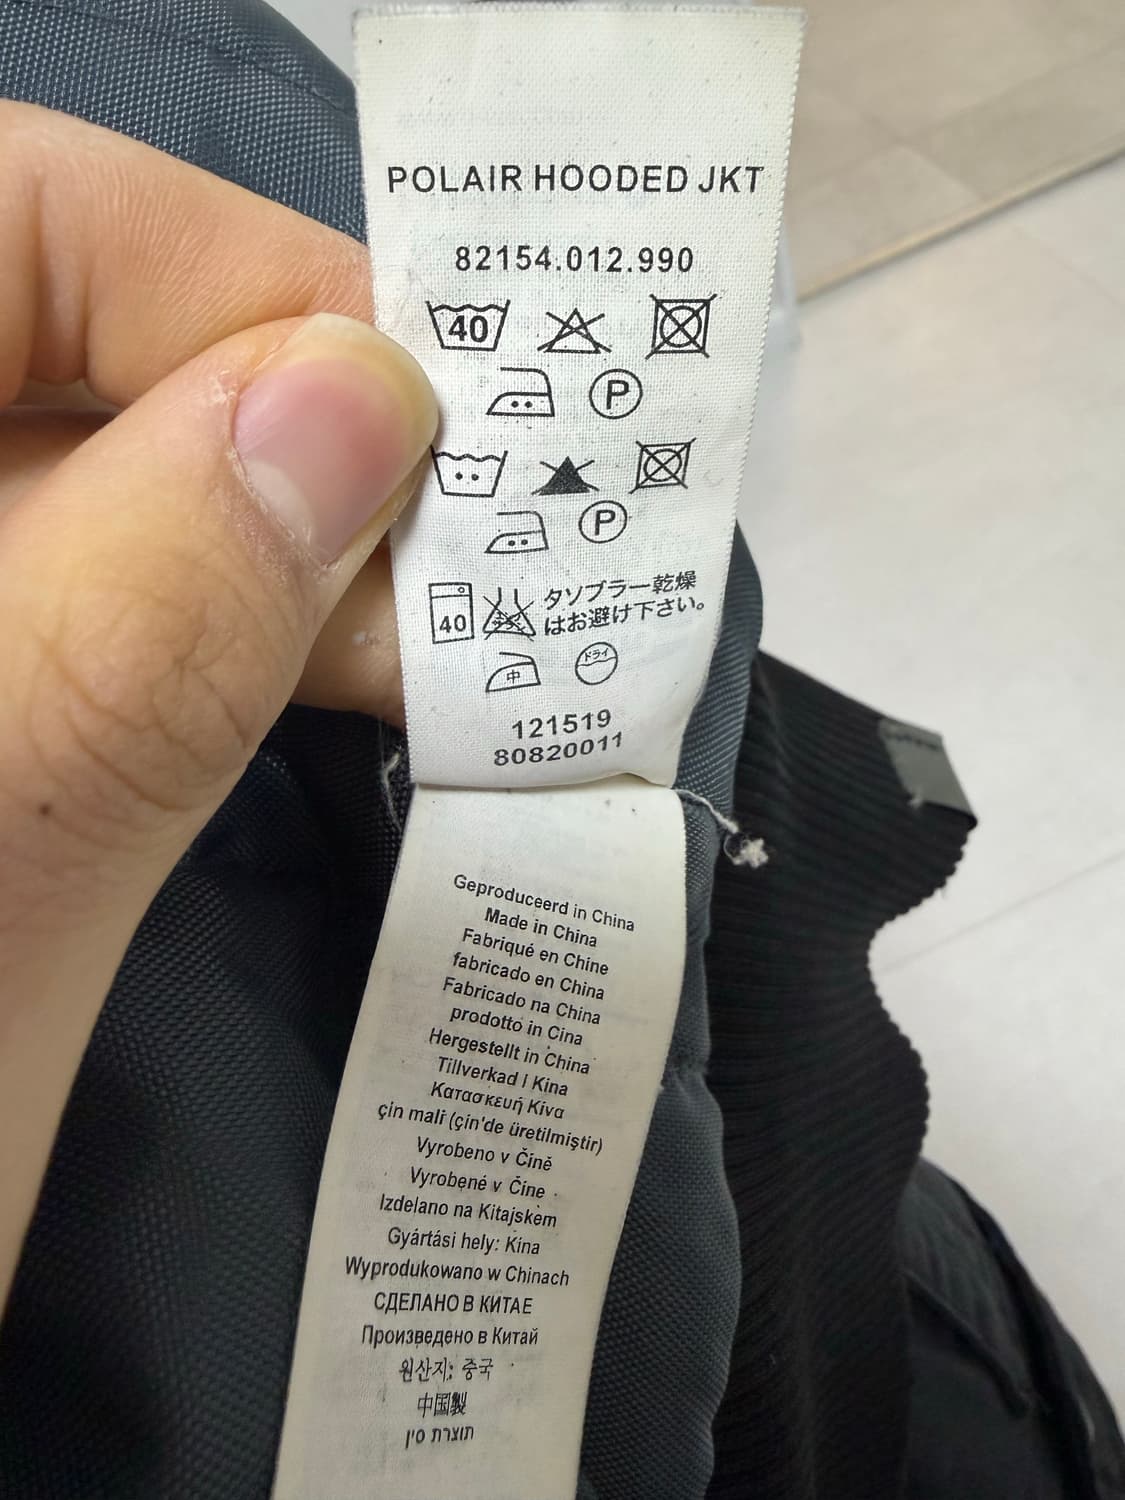 POLAIR HOODED JKT
82154.012.990
40
P
P
40 タンブラー乾燥
はお避け下さい。
中 ドライ
121519
80820011
Geproduceerd in China
Made in China
Fabriqué en Chine
fabricado en China
Fabricado na China
prodotto in Cina
Hergestellt in China
Tillverkad i Kina
Κατασκευή Κίνα
çin mali (çin'de üretilmiştir)
Vyrobeno v Čině
Vyrobené v Čine
Izdelano na Kitajskem
Gyártási hely: Kína
Wyprodukowano w Chinach
СДЕЛАНО В КИТАЕ
Произведено в Китай
원산지: 중국
中国製
תוצרת סין